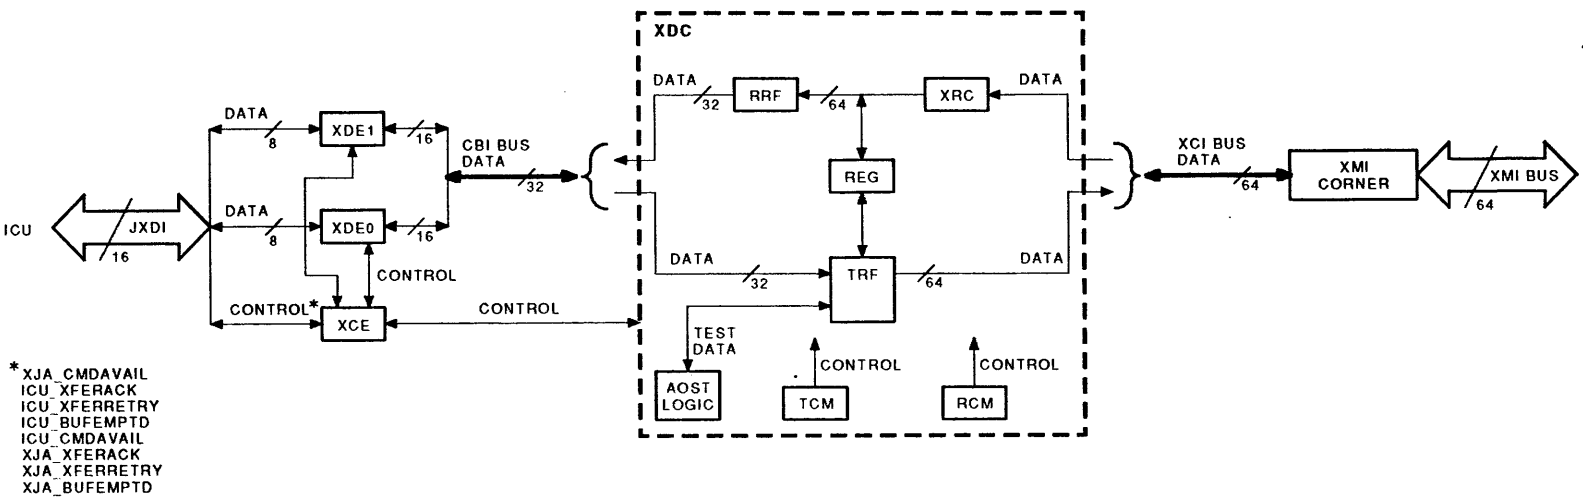 XDC
DATA
32
RRF
64
XRC
DATA
DATA
8
XDE1
16
CBI BUS
DATA
32
REG
XCI BUS
DATA
64
XMI
CORNER
XMI BUS
64
ICU
JXDI
16
DATA
8
XDE0
16
CONTROL
DATA
32
TRF
64
DATA
CONTROL*
XCE
CONTROL
TEST
DATA
AOST
LOGIC
CONTROL
TCM
CONTROL
RCM
*XJA_CMDAVAIL
ICU_XFERACK
ICU_XFERRETRY
ICU_BUFEMPTD
ICU_CMDAVAIL
XJA_XFERACK
XJA_XFERRETRY
XJA_BUFEMPTD